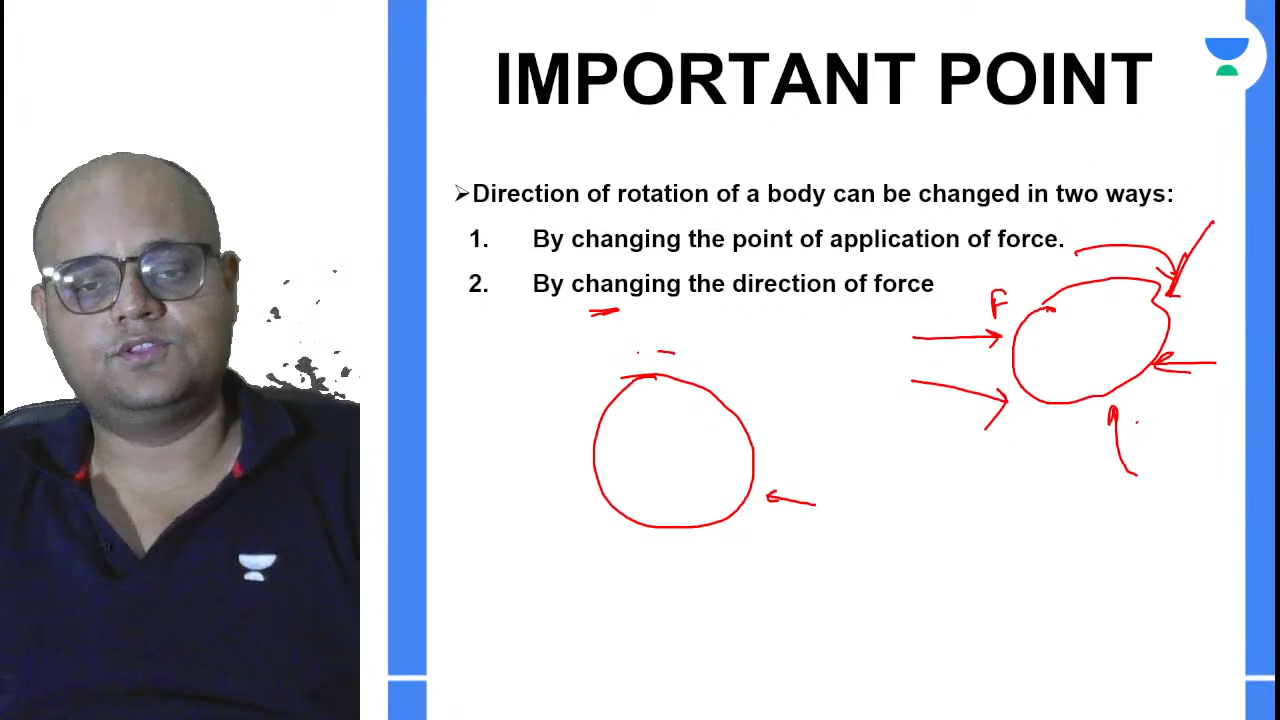 IMPORTANT POINT
➢Direction of rotation of a body can be changed in two ways:
1. By changing the point of application of force.
2. By changing the direction of force
F